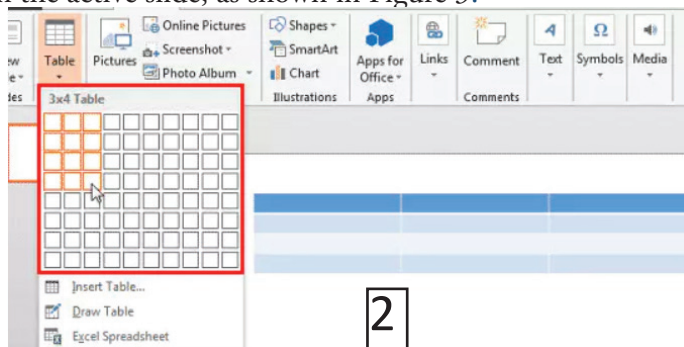 n the active slide, as shown in Figure 3.
Online Pictures
Shapes
ew
Table
Pictures
Screenshot
SmartArt
Apps for
Office
Links
Comment
Text
Symbols
Media
Photo Album
Chart
des
Illustrations
Apps
Comments
3x4 Table
Insert Table...
Draw Table
Excel Spreadsheet
2